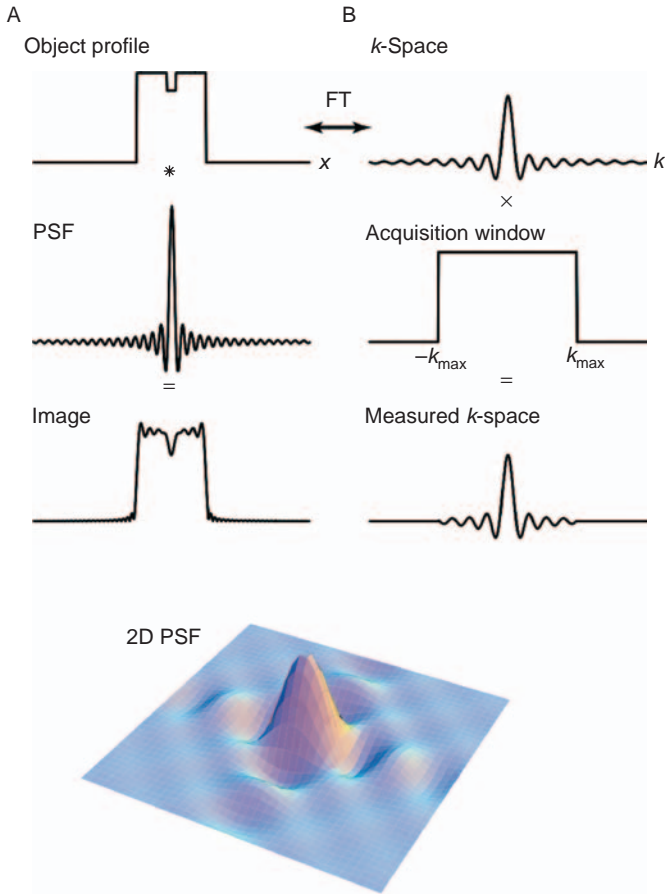 A
Object profile
x
*
PSF
=
Image
FT
B
k-Space
k
×
Acquisition window
−kmax
kmax
=
Measured k-space
2D PSF